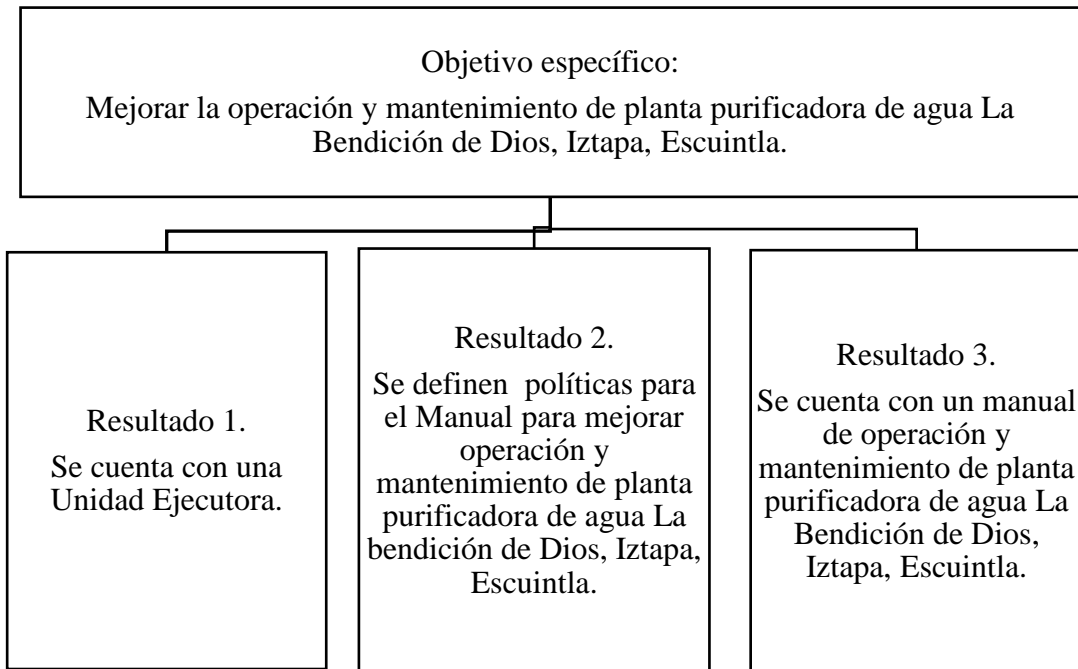 Objetivo específico:
Mejorar la operación y mantenimiento de planta purificadora de agua La
Bendición de Dios, Iztapa, Escuintla.
Resultado 1.
Se cuenta con una
Unidad Ejecutora.
Resultado 2.
Se definen  políticas para
el Manual para mejorar
operación y
mantenimiento de planta
purificadora de agua La
bendición de Dios, Iztapa,
Escuintla.
Resultado 3.
Se cuenta con un manual
de operación y
mantenimiento de planta
purificadora de agua La
Bendición de Dios,
Iztapa, Escuintla.